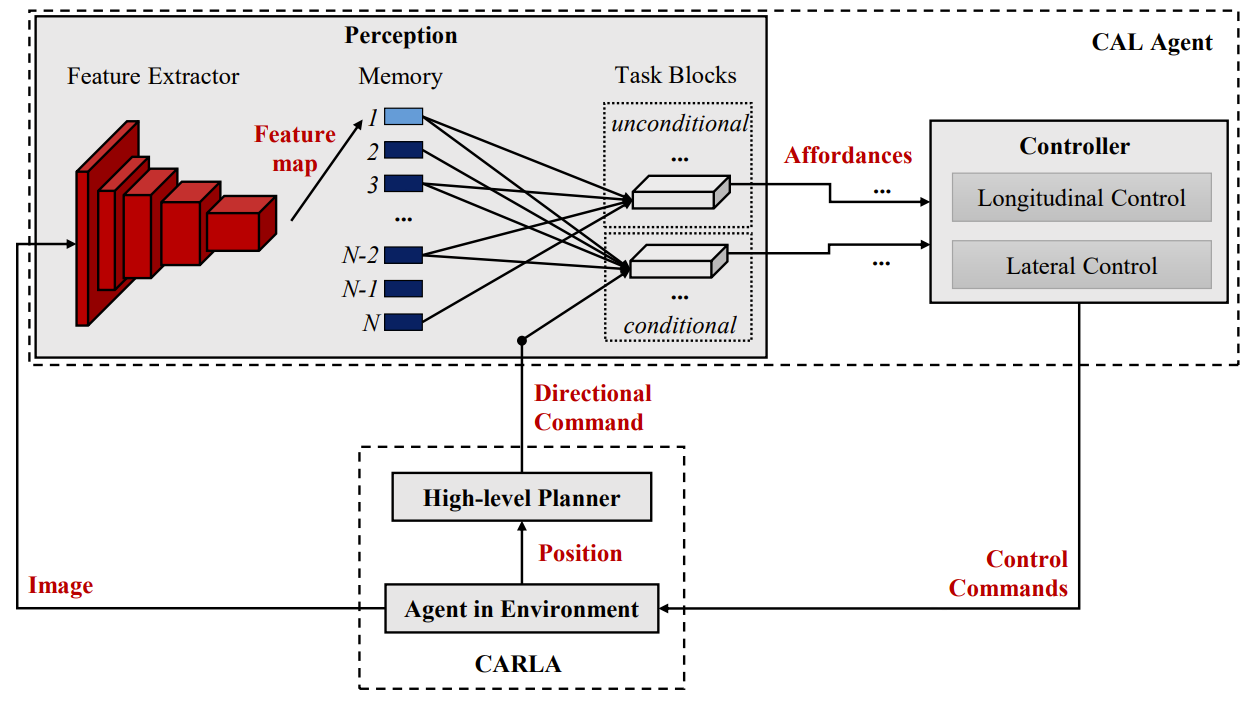 Perception
CAL Agent
Feature Extractor
Memory
Task Blocks
Feature
map
1
2
3
...
N-2
N-1
N
unconditional
...
...
conditional
Affordances
...
...
Controller
Longitudinal Control
Lateral Control
Directional
Command
High-level Planner
Position
Image
Agent in Environment
Control
Commands
CARLA